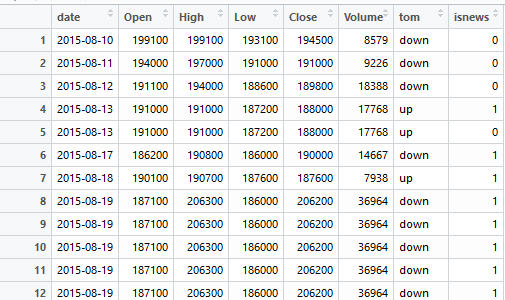 date Open High Low Close Volume tom isnews
1 2015-08-10 199100 199100 193100 194500 8579 down 0
2 2015-08-11 194000 197000 191000 191000 9226 down 0
3 2015-08-12 191100 194000 188600 189800 18388 down 0
4 2015-08-13 191000 191000 187200 188000 17768 up 1
5 2015-08-13 191000 191000 187200 188000 17768 up 0
6 2015-08-17 186200 190800 186000 190000 14667 down 1
7 2015-08-18 190100 190700 187600 187600 7938 up 1
8 2015-08-19 187100 206300 186000 206200 36964 down 1
9 2015-08-19 187100 206300 186000 206200 36964 down 1
10 2015-08-19 187100 206300 186000 206200 36964 down 1
11 2015-08-19 187100 206300 186000 206200 36964 down 1
12 2015-08-19 187100 206300 186000 206200 36964 down 1